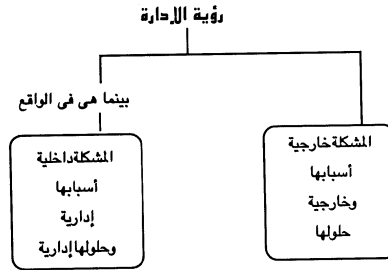 رؤية الإدارة
المشكلة خارجية
أسبابها
وخارجية
حلولها
بينما هى فى الواقع
المشكلة داخلية
أسبابها
إدارية
وحلولها إدارية